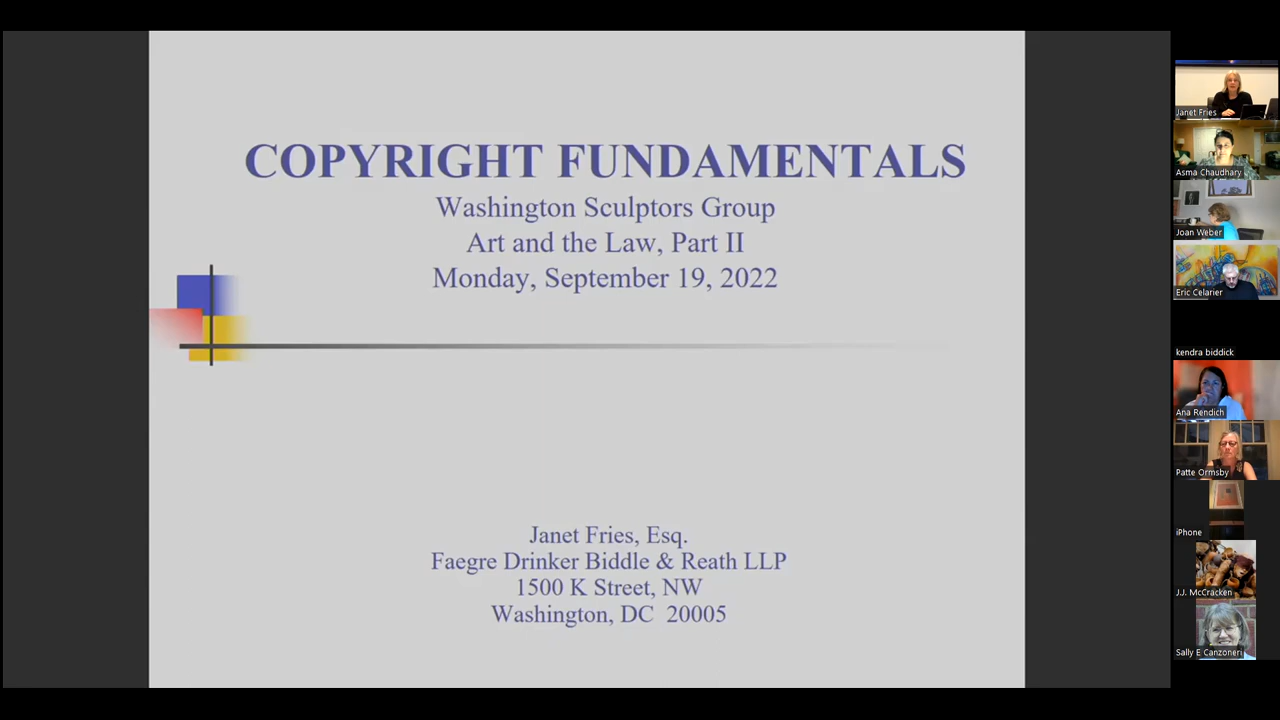 COPYRIGHT FUNDAMENTALS
Washington Sculptors Group
Art and the Law, Part II
Monday, September 19, 2022
Janet Fries, Esq.
Faegre Drinker Biddle & Reath LLP
1500 K Street, NW
Washington, DC 20005
Janet Fries
Asma Chaudhary
Joan Weber
Eric Celarier
kendra biddick
Ana Rendich
Patte Ormsby
iPhone
J.J. McCracken
Sally E Canzoneri